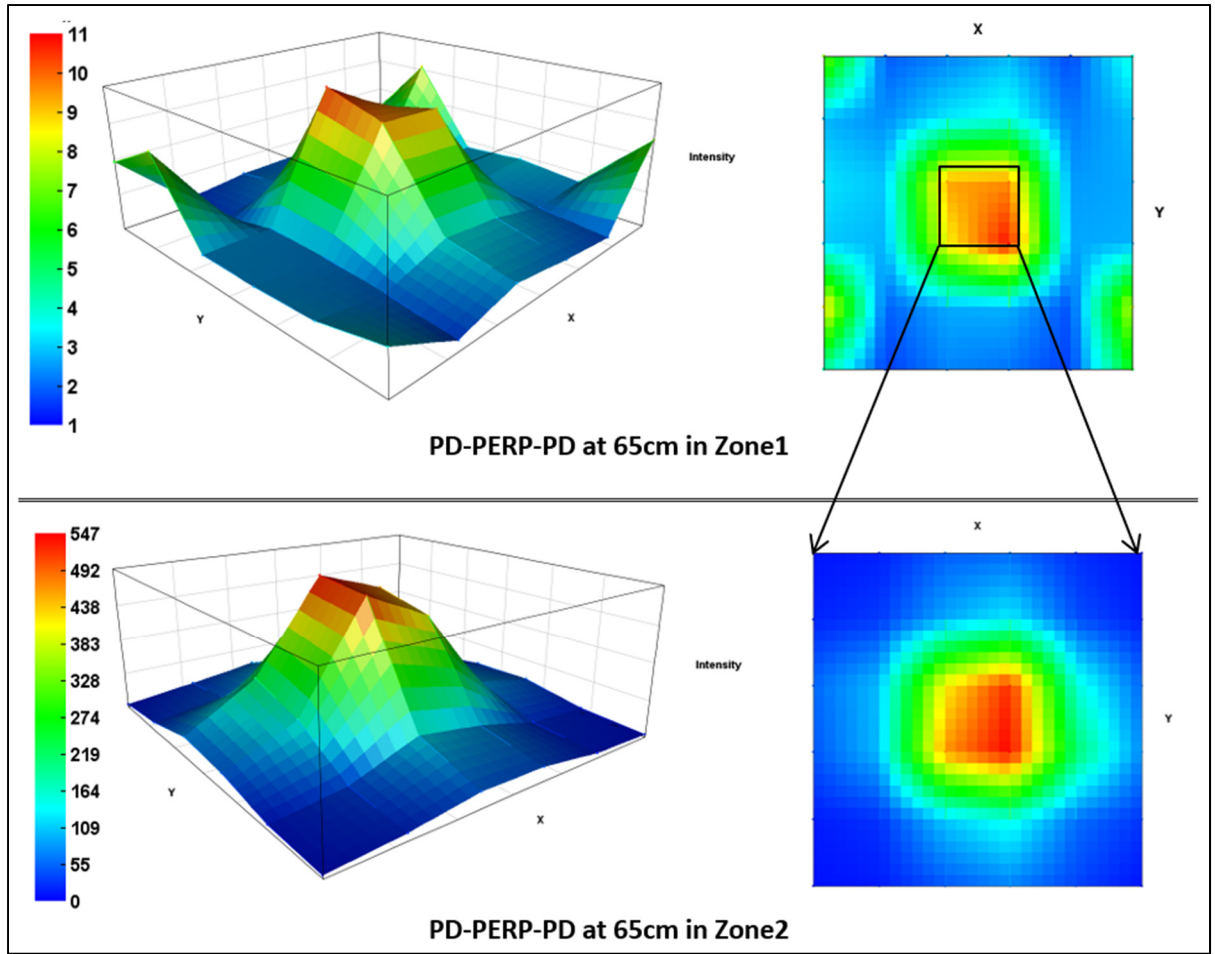 11
10
9
8
7
6
5
4
3
2
1
Y
X
Intensity
X
Y
PD-PERP-PD at 65cm in Zone1
547
492
438
383
328
274
219
164
109
55
0
Y
X
Intensity
X
Y
PD-PERP-PD at 65cm in Zone2